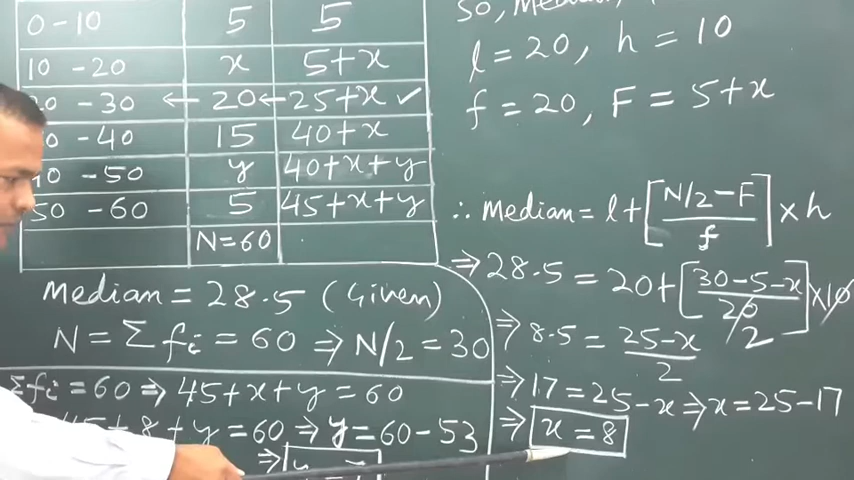 0-10 5 5
10-20 x 5+x
0-30 ← 20 ← 25+x ✓
0-40 15 40+x
40-50 y 40+x+y
50-60 5 45+x+y
N=60
Median = 28.5 (Given)
N = Σfi = 60 ⇒ N/2 = 30
Σfi = 60 ⇒ 45+x+y = 60
45+8+y = 60 ⇒ y = 60-53
⇒
So, Median
l = 20, h = 10
f = 20, F = 5+x
∴ Median = l + [N/2 - F / f] × h
⇒ 28.5 = 20 + [30-5-x / 20] × 10
2
⇒ 8.5 = 25-x / 2
⇒ 17 = 25-x ⇒ x = 25-17
⇒ x = 8